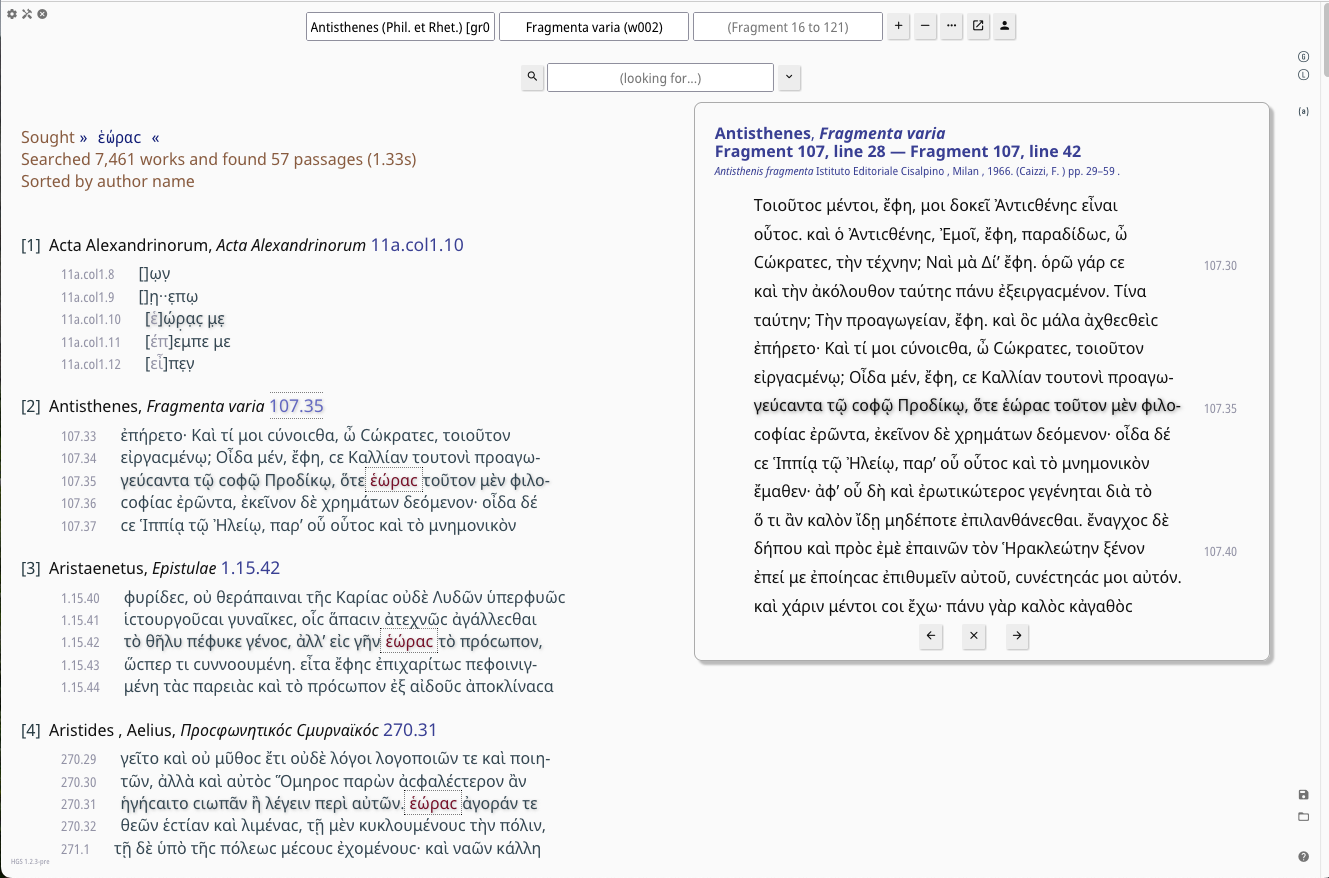 Antisthenes (Phil. et Rhet.) [gr0
Fragmenta varia (w002)
(Fragment 16 to 121)
(looking for...)
Sought » ἑώραϲ «
Searched 7,461 works and found 57 passages (1.33s)
Sorted by author name
[1] Acta Alexandrinorum, Acta Alexandrinorum 11a.col1.10
11a.col1.8 []ω̣ν
11a.col1.9 []η̣··ε̣πω̣
11a.col1.10 [ἑ]ώ̣ρ̣α̣ϲ̣ μ̣ε̣
11a.col1.11 [ἐπ]εμπε με
11a.col1.12 [εἶ]πε̣ν̣
[2] Antisthenes, Fragmenta varia 107.35
107.33 ἐπήρετο· Καὶ τί μοι ϲύνοιϲθα, ὦ Ϲώκρατεϲ, τοιοῦτον
107.34 εἰργαϲμένῳ; Οἶδα μέν, ἔφη, ϲε Καλλίαν τουτονὶ προαγω-
107.35 γεύϲαντα τῷ ϲοφῷ Προδίκῳ, ὅτε ἑώραϲ τοῦτον μὲν φιλο-
107.36 ϲοφίαϲ ἐρῶντα, ἐκεῖνον δὲ χρημάτων δεόμενον· οἶδα δέ
107.37 ϲε Ἱππίᾳ τῷ Ἠλείῳ, παρ’ οὗ οὗτοϲ καὶ τὸ μνημονικὸν
[3] Aristaenetus, Epistulae 1.15.42
1.15.40 φυρίδεϲ, οὐ θεράπαιναι τῆϲ Καρίαϲ οὐδὲ Λυδῶν ὑπερφυῶϲ
1.15.41 ἱϲτουργοῦϲαι γυναῖκεϲ, οἷϲ ἅπαϲιν ἀτεχνῶϲ ἀγάλλεϲθαι
1.15.42 τὸ θῆλυ πέφυκε γένοϲ, ἀλλ’ εἰϲ γῆν ἑώραϲ τὸ πρόϲωπον,
1.15.43 ὥϲπερ τι ϲυννοουμένη. εἶτα ἔφηϲ ἐπιχαρίτωϲ πεφοινιγ-
1.15.44 μένη τὰϲ παρειὰϲ καὶ τὸ πρόϲωπον ἐξ αἰδοῦϲ ἀποκλίναϲα
[4] Aristides , Aelius, Προϲφωνητικόϲ Ϲμυρναϊκόϲ 270.31
270.29 γεῖτο καὶ οὐ μῦθοϲ ἔτι οὐδὲ λόγοι λογοποιῶν τε καὶ ποιη-
270.30 τῶν, ἀλλὰ καὶ αὐτὸϲ Ὅμηροϲ παρὼν ἀϲφαλέϲτερον ἂν
270.31 ἡγήϲαιτο ϲιωπᾶν ἢ λέγειν περὶ αὐτῶν. ἑώραϲ ἀγοράν τε
270.32 θεῶν ἑϲτίαν καὶ λιμέναϲ, τῇ μὲν κυκλουμένουϲ τὴν πόλιν,
271.1 τῇ δὲ ὑπὸ τῆϲ πόλεωϲ μέϲουϲ ἐχομένουϲ· καὶ ναῶν κάλλη
HGS 1.2.3-pre
Antisthenes, Fragmenta varia
Fragment 107, line 28 — Fragment 107, line 42
Antisthenis fragmenta Istituto Editoriale Cisalpino , Milan , 1966. (Caizzi, F. ) pp. 29–59 .
Τοιοῦτοϲ μέντοι, ἔφη, μοι δοκεῖ Ἀντιϲθένηϲ εἶναι
οὗτοϲ. καὶ ὁ Ἀντιϲθένηϲ, Ἐμοῖ, ἔφη, παραδίδωϲ, ὦ
Ϲώκρατεϲ, τὴν τέχνην; Ναὶ μὰ Δί’ ἔφη. ὁρῶ γάρ ϲε 107.30
καὶ τὴν ἀκόλουθον ταύτηϲ πάνυ ἐξειργαϲμένον. Τίνα
ταύτην; Τὴν προαγωγείαν, ἔφη. καὶ ὃϲ μάλα ἀχθεϲθεὶϲ
ἐπήρετο· Καὶ τί μοι ϲύνοιϲθα, ὦ Ϲώκρατεϲ, τοιοῦτον
εἰργαϲμένῳ; Οἶδα μέν, ἔφη, ϲε Καλλίαν τουτονὶ προαγω-
γεύϲαντα τῷ ϲοφῷ Προδίκῳ, ὅτε ἑώραϲ τοῦτον μὲν φιλο- 107.35
ϲοφίαϲ ἐρῶντα, ἐκεῖνον δὲ χρημάτων δεόμενον· οἶδα δέ
ϲε Ἱππίᾳ τῷ Ἠλείῳ, παρ’ οὗ οὗτοϲ καὶ τὸ μνημονικὸν
ἔμαθεν· ἀφ’ οὗ δὴ καὶ ἐρωτικώτεροϲ γεγένηται διὰ τὸ
ὅ τι ἂν καλὸν ἴδῃ μηδέποτε ἐπιλανθάνεϲθαι. ἔναγχοϲ δὲ
δήπου καὶ πρὸϲ ἐμὲ ἐπαινῶν τὸν Ἡρακλεώτην ξένον 107.40
ἐπεί με ἐποίηϲαϲ ἐπιθυμεῖν αὐτοῦ, ϲυνέϲτηϲάϲ μοι αὐτόν.
καὶ χάριν μέντοι ϲοι ἔχω· πάνυ γὰρ καλὸϲ κἀγαθὸϲ
G
L
(a)